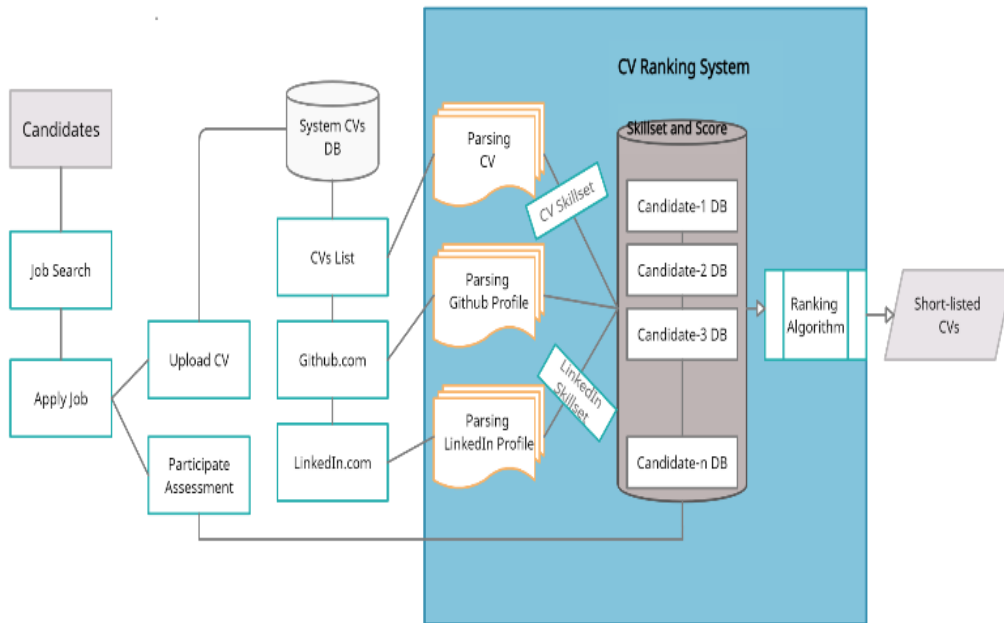 CV Ranking System
Candidates
System CVs
DB
Parsing
CV
Skillset and Score
CV Skillset
Candidate-1 DB
Job Search
CVs List
Parsing
Github Profile
Candidate-2 DB
Ranking
Algorithm
Short-listed
CVs
Upload CV
Github.com
Candidate-3 DB
Apply Job
LinkedIn
Skillset
Parsing
LinkedIn Profile
Participate
Assessment
LinkedIn.com
Candidate-n DB